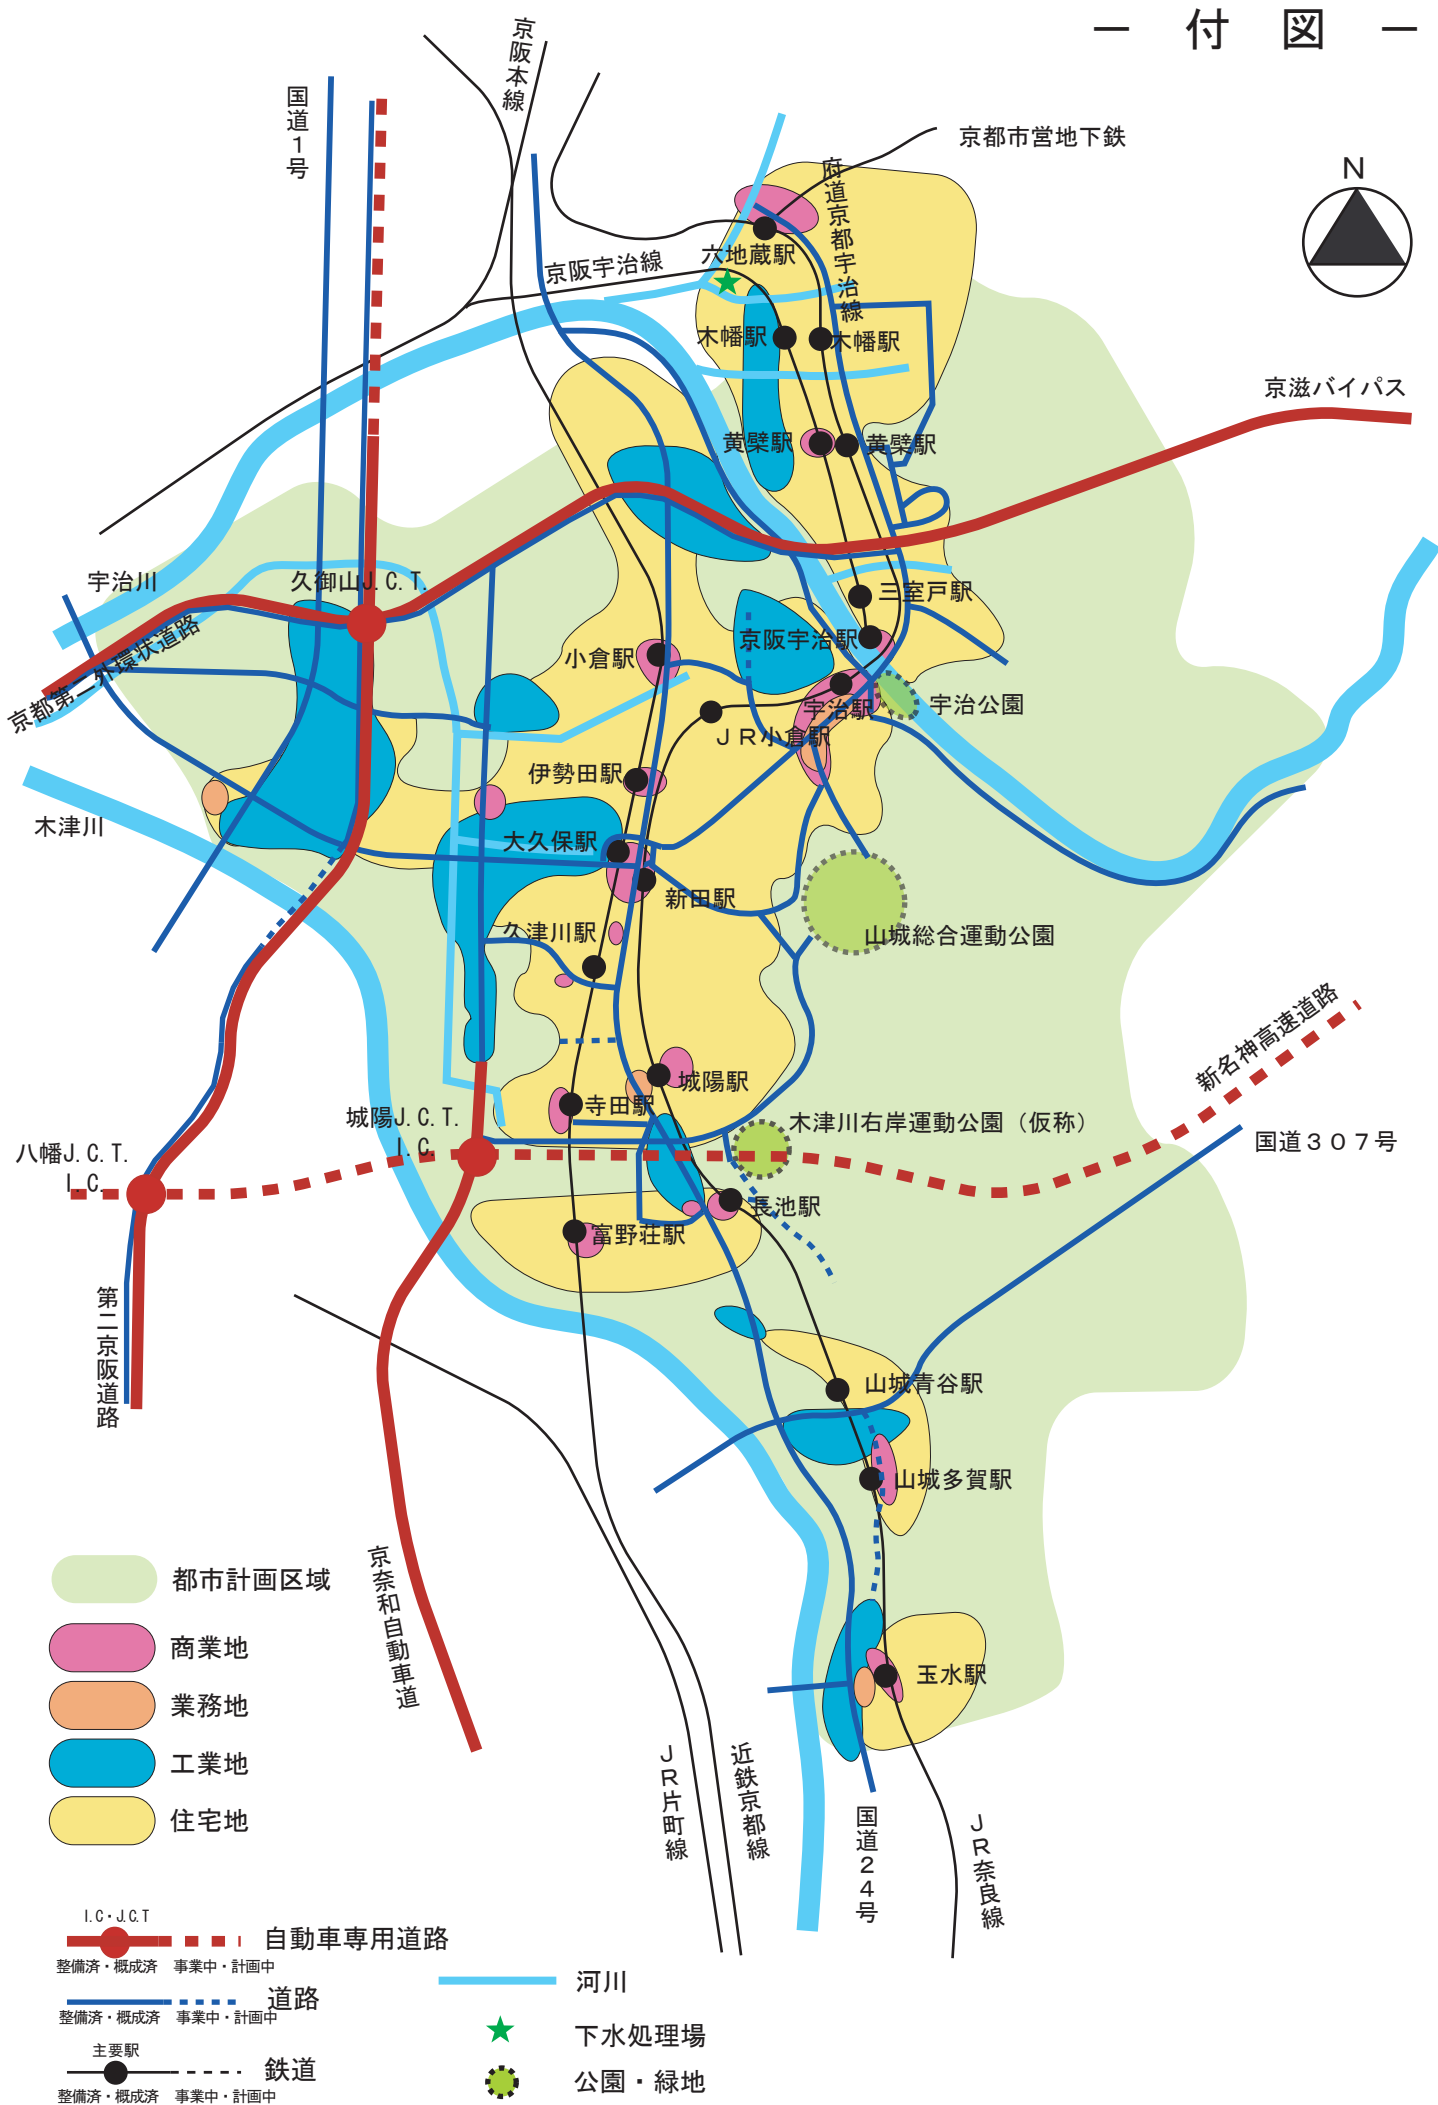 － 付 図 －
京阪本線
国道１号
京都市営地下鉄
府道京都宇治線
N
六地蔵駅
京阪宇治線
木幡駅
木幡駅
京滋バイパス
黄檗駅
黄檗駅
宇治川
久御山J.C.T.
三室戸駅
京都第二外環状道路
京阪宇治駅
小倉駅
宇治公園
宇治駅
ＪＲ小倉駅
伊勢田駅
木津川
大久保駅
新田駅
久津川駅
山城総合運動公園
新名神高速道路
城陽駅
寺田駅
城陽J.C.T.
I.C.
木津川右岸運動公園（仮称）
国道３０７号
八幡J.C.T.
I.C.
長池駅
富野荘駅
第二京阪道路
山城青谷駅
山城多賀駅
京奈和自動車道
玉水駅
ＪＲ片町線
近鉄京都線
国道２４号
ＪＲ奈良線
都市計画区域
商業地
業務地
工業地
住宅地
I.C・J.C.T
自動車専用道路
整備済・概成済 事業中・計画中
道路
整備済・概成済 事業中・計画中
主要駅
鉄道
整備済・概成済 事業中・計画中
河川
下水処理場
公園・緑地